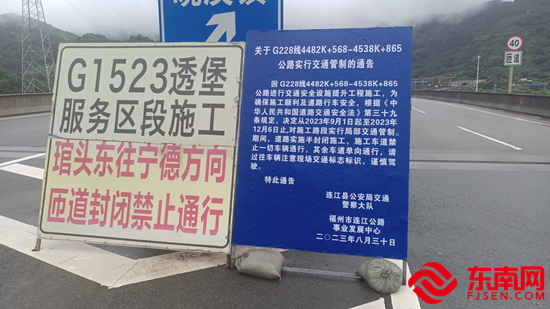 G1523透堡
服务区段施工
琯头东往宁德方向
匝道封闭禁止通行
关于G228线4482K+568-4538K+865
公路实行交通管制的通告
因G228线4482K+568-4538K+865
公路进行交通安全设施提升工程施工，为
确保施工顺利及道路行车安全，根据《中
华人民共和国道路交通安全法》第三十九
条规定，决定从2023年9月1日起至2023年
12月6日止，对施工路段实行局部交通管制。
期间，道路实施半封闭施工，施工车道禁
止一切车辆通行，其余车道单向通行，请
过往车辆注意现场交通标志标识，谨慎驾
驶。
特此通告
连江县公安局交通
警察大队
福州市连江公路
事业发展中心
二〇二三年八月三十日
40
匝道
东南网
FJSEN.COM